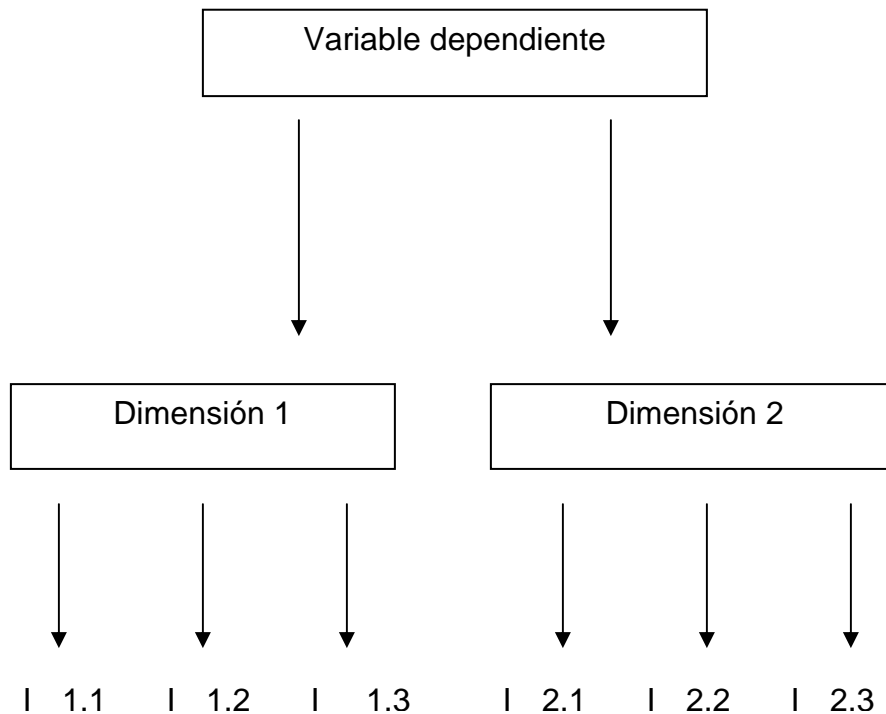 Variable dependiente
Dimensión 1 Dimensión 2
I 1.1 I 1.2 I 1.3 I 2.1 I 2.2 I 2.3